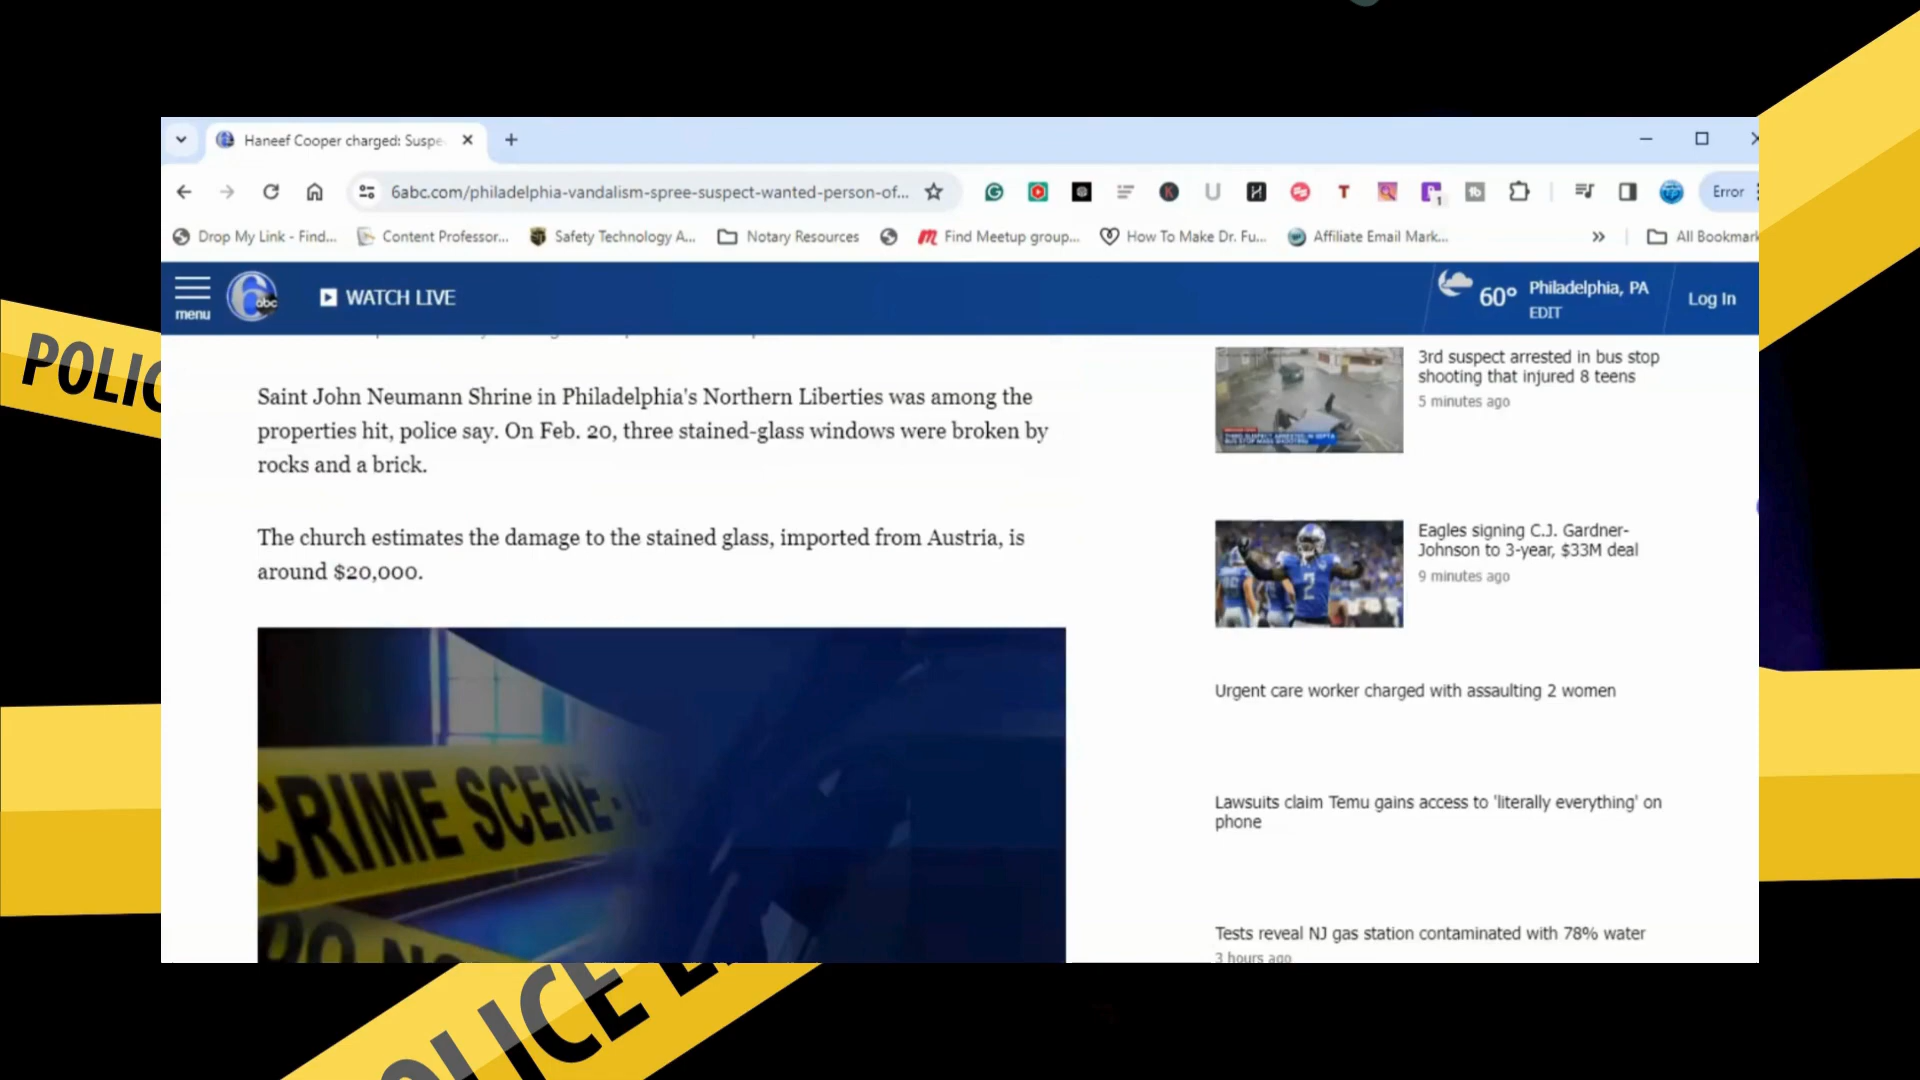 Haneef Cooper charged: Suspe
6abc.com/philadelphia-vandalism-spree-suspect-wanted-person-of...
Error
Drop My Link - Find...
Content Professor...
Safety Technology A...
Notary Resources
Find Meetup group...
How To Make Dr. Fu...
Affiliate Email Mark...
All Bookmark
menu
6abc
WATCH LIVE
60°
Philadelphia, PA
EDIT
Log In
POLIC
Saint John Neumann Shrine in Philadelphia's Northern Liberties was among the
properties hit, police say. On Feb. 20, three stained-glass windows were broken by
rocks and a brick.
The church estimates the damage to the stained glass, imported from Austria, is
around $20,000.
CRIME SCENE-
DO N
3rd suspect arrested in bus stop
shooting that injured 8 teens
5 minutes ago
Eagles signing C.J. Gardner-
Johnson to 3-year, $33M deal
9 minutes ago
Urgent care worker charged with assaulting 2 women
Lawsuits claim Temu gains access to 'literally everything' on
phone
Tests reveal NJ gas station contaminated with 78% water
3 hours ago
POLICE